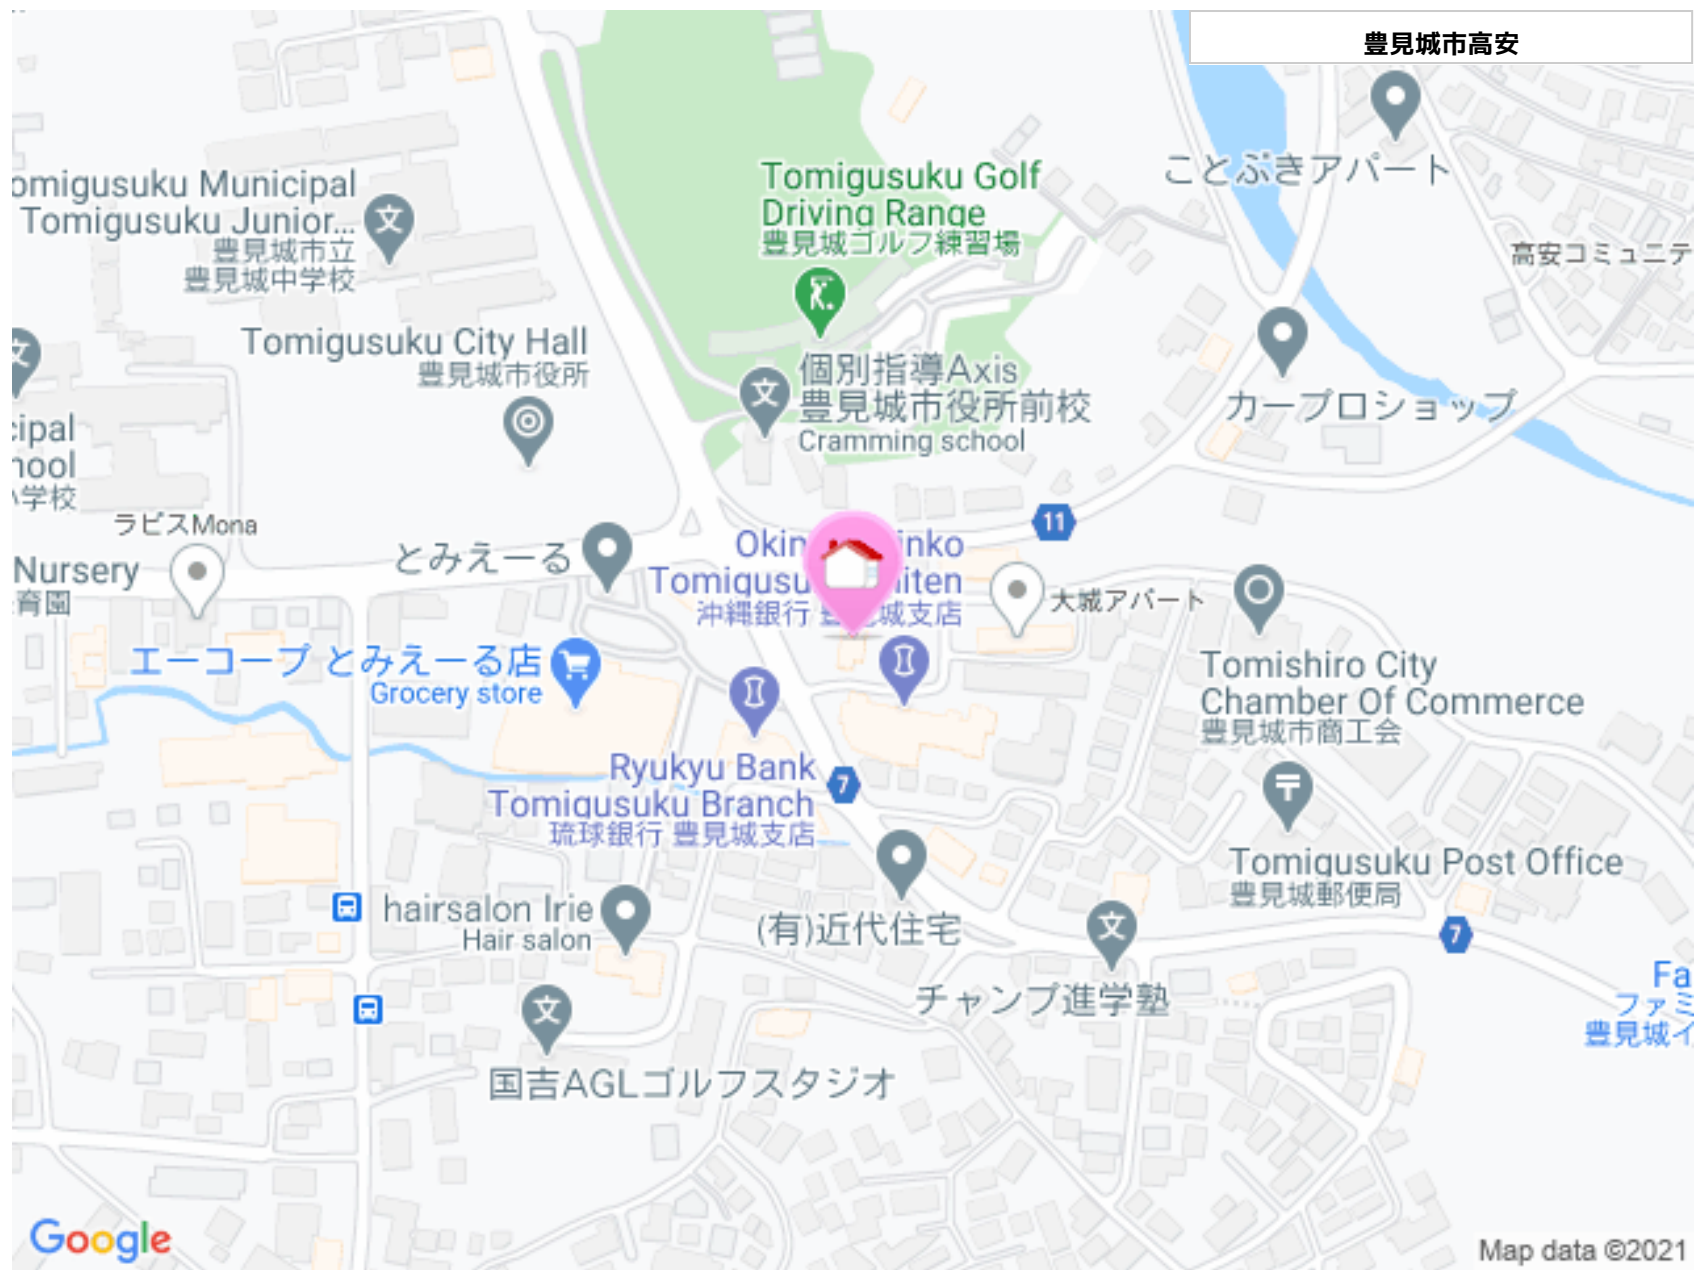 豊見城市高安
ことぶきアパート
omigusuku Municipal
Tomigusuku Junior...
豊見城市立
豊見城中学校
Tomigusuku Golf
Driving Range
豊見城ゴルフ練習場
高安コミュニテ
Tomigusuku City Hall
豊見城市役所
個別指導Axis
豊見城市役所前校
Cramming school
カープロショップ
cipal
hool
小学校
ラピスMona
11
とみえーる
Nursery
育園
Okin inko
Tomigusu iten
沖縄銀行 豊見城支店
大城アパート
エーコープ とみえーる店
Grocery store
Tomishiro City
Chamber Of Commerce
豊見城市商工会
Ryukyu Bank
Tomigusuku Branch
琉球銀行 豊見城支店
7
Tomigusuku Post Office
豊見城郵便局
hairsalon Irie
Hair salon
(有)近代住宅
7
チャンプ進学塾
Fa
ファミ
豊見城イ
国吉AGLゴルフスタジオ
Google
Map data ©2021